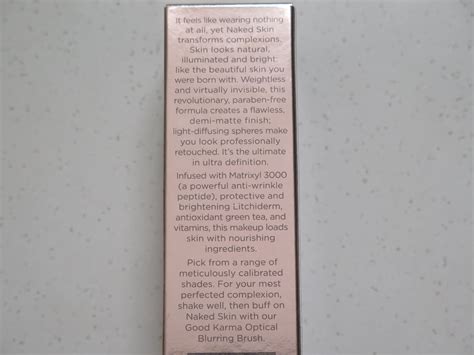 It feels like wearing nothing
at all, yet Naked Skin
transforms complexions.
Skin looks natural,
illuminated and bright
like the beautiful skin you
were born with. Weightless
and virtually invisible, this
revolutionary, paraben-free
formula creates a flawless,
demi-matte finish;
light-diffusing spheres make
you look professionally
retouched. It's the ultimate
in ultra definition.
Infused with Matrixyl 3000
(a powerful anti-wrinkle
peptide), protective and
brightening Litchiderm,
antioxidant green tea, and
vitamins, this makeup loads
skin with nourishing
ingredients.
Pick from a range of
meticulously calibrated
shades. For your most
perfected complexion,
shake well, then buff on
Naked Skin with our
Good Karma Optical
Blurring Brush.